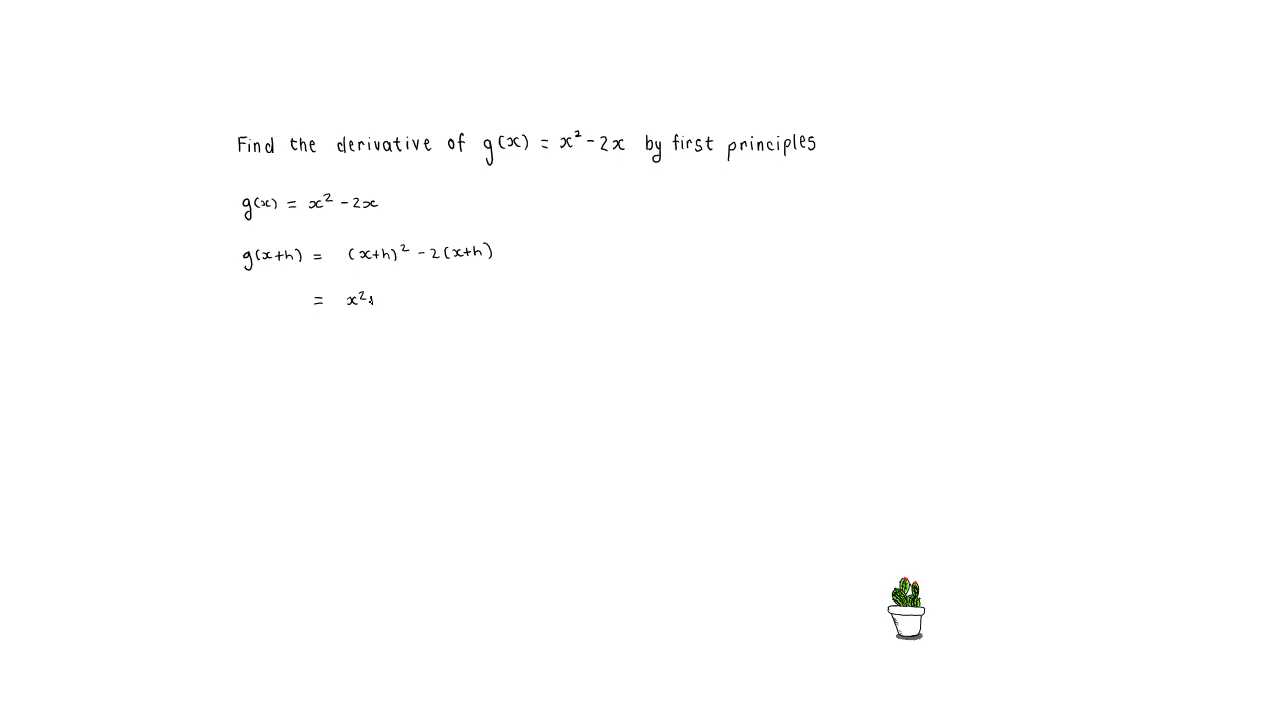 Find the derivative of g(x) = x² - 2x by first principles
g(x) = x² - 2x
g(x+h) = (x+h)² - 2(x+h)
= x²